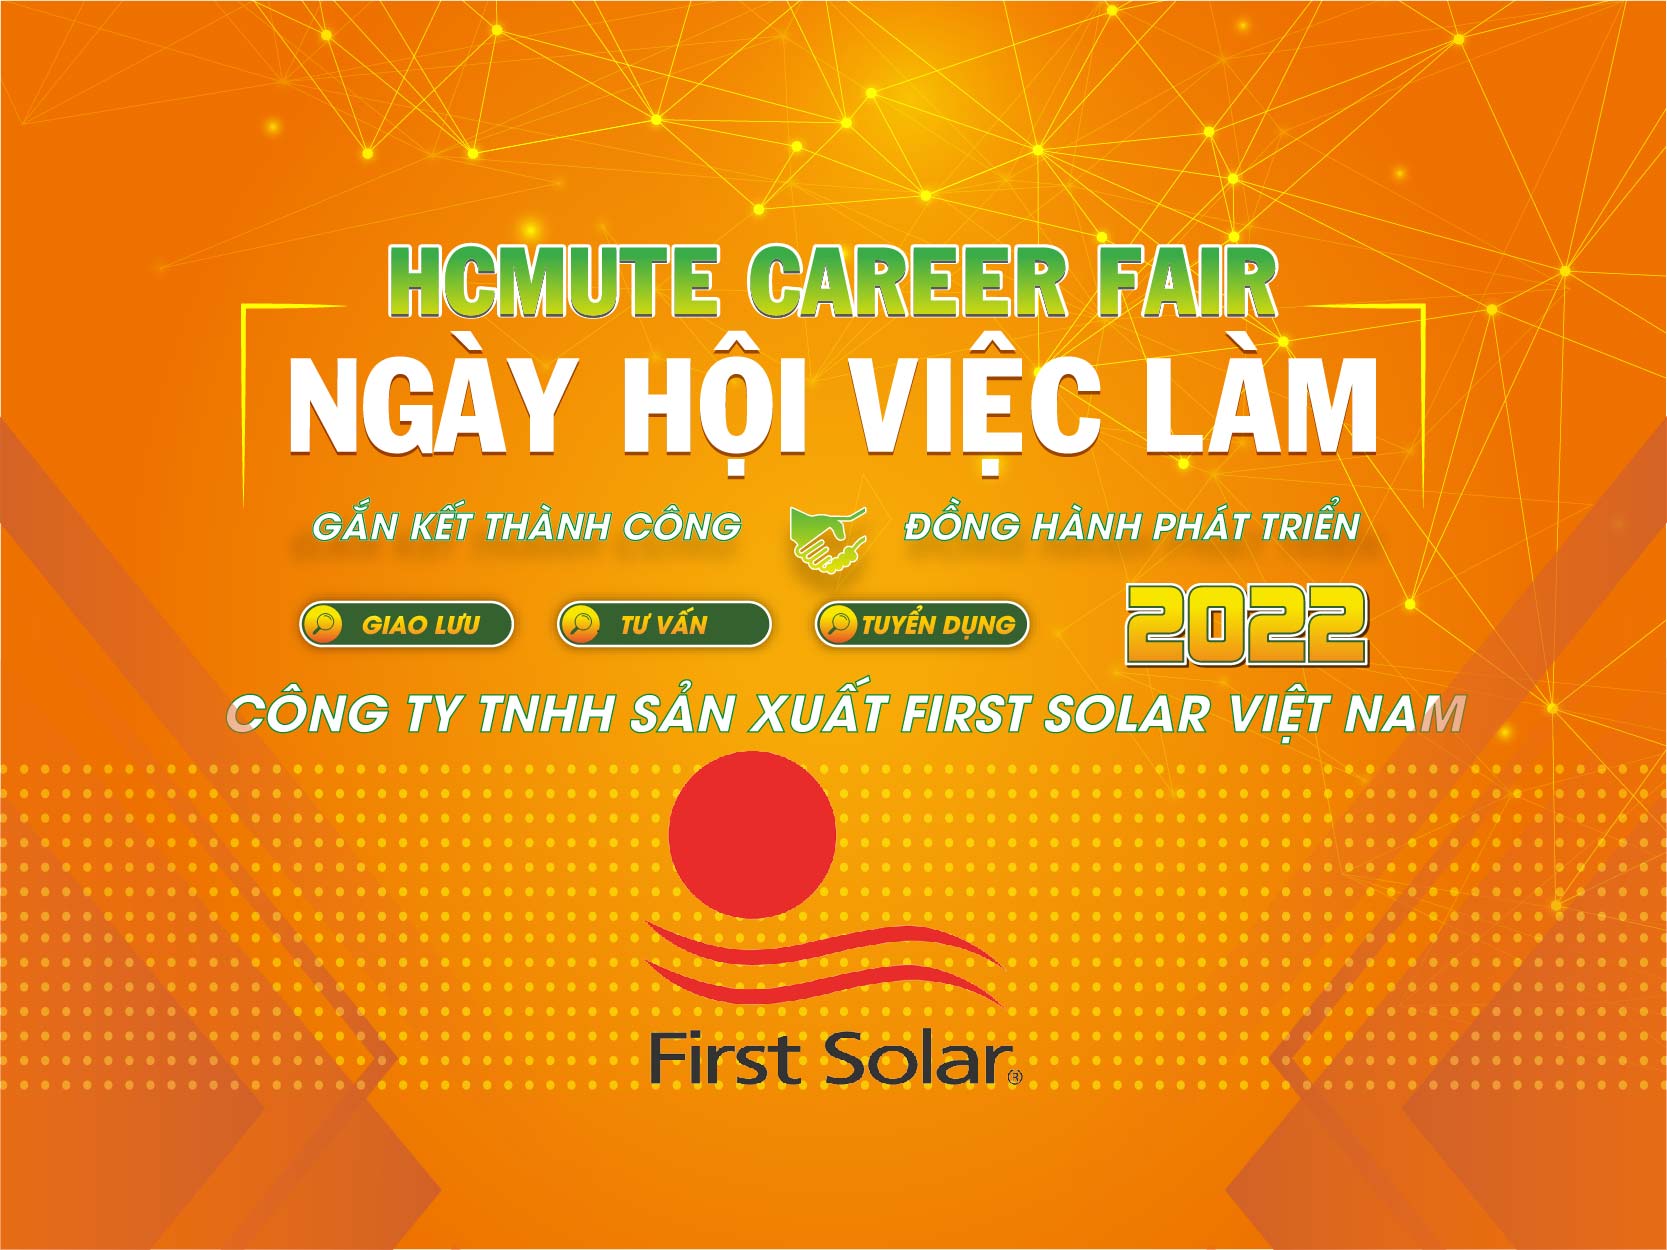 HCMUTE CAREER FAIR
NGÀY HỘI VIỆC LÀM
GẮN KẾT THÀNH CÔNG ĐỒNG HÀNH PHÁT TRIỂN
GIAO LƯU TƯ VẤN TUYỂN DỤNG 2022
CÔNG TY TNHH SẢN XUẤT FIRST SOLAR VIỆT NAM
First Solar®